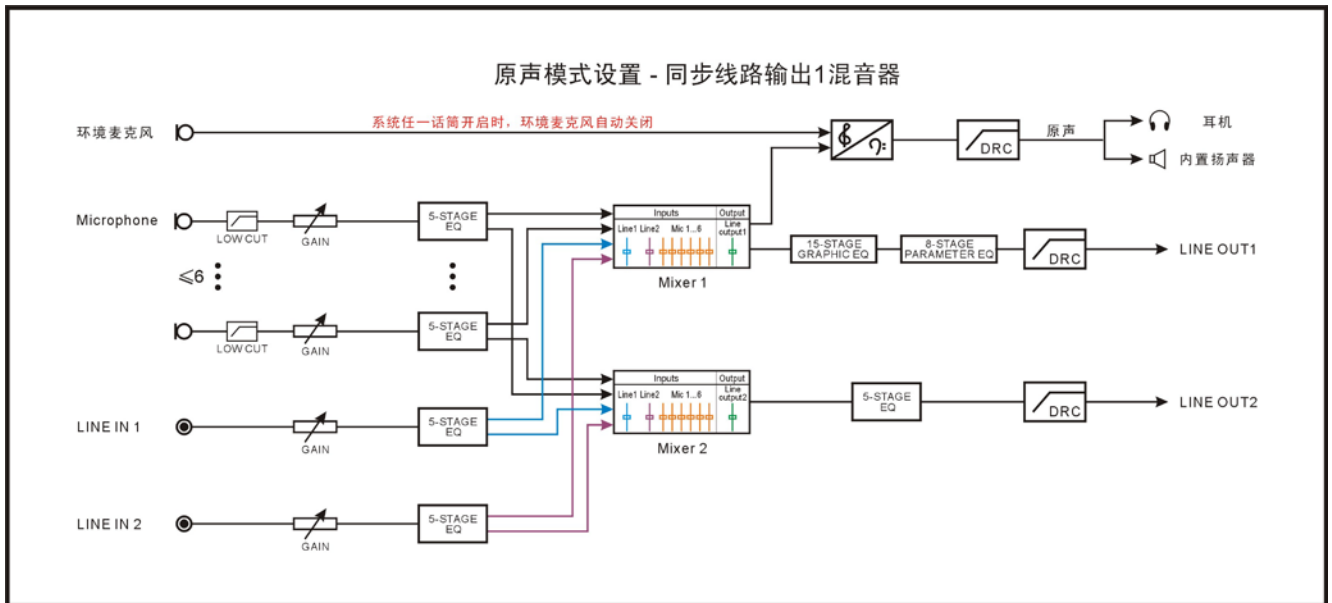 原声模式设置 - 同步线路输出1混音器
环境麦克风
系统任一话筒开启时，环境麦克风自动关闭
DRC
原声
耳机
内置扬声器
Microphone
LOW CUT
GAIN
5-STAGE
EQ
Inputs
Output
Line1 Line2 Mic 1...6
Line
output1
Mixer 1
15-STAGE
GRAPHIC EQ
8-STAGE
PARAMETER EQ
DRC
LINE OUT1
≤6
LOW CUT
GAIN
5-STAGE
EQ
Inputs
Output
Line1 Line2 Mic 1...6
Line
output2
Mixer 2
5-STAGE
EQ
DRC
LINE OUT2
LINE IN 1
GAIN
5-STAGE
EQ
LINE IN 2
GAIN
5-STAGE
EQ